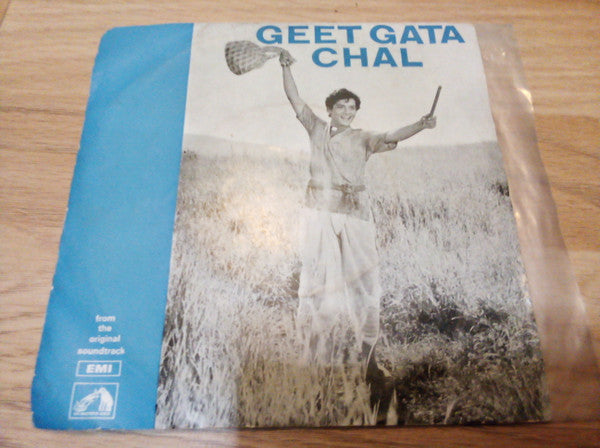 GEET GATA
CHAL
from
the
original
soundtrack
EMI